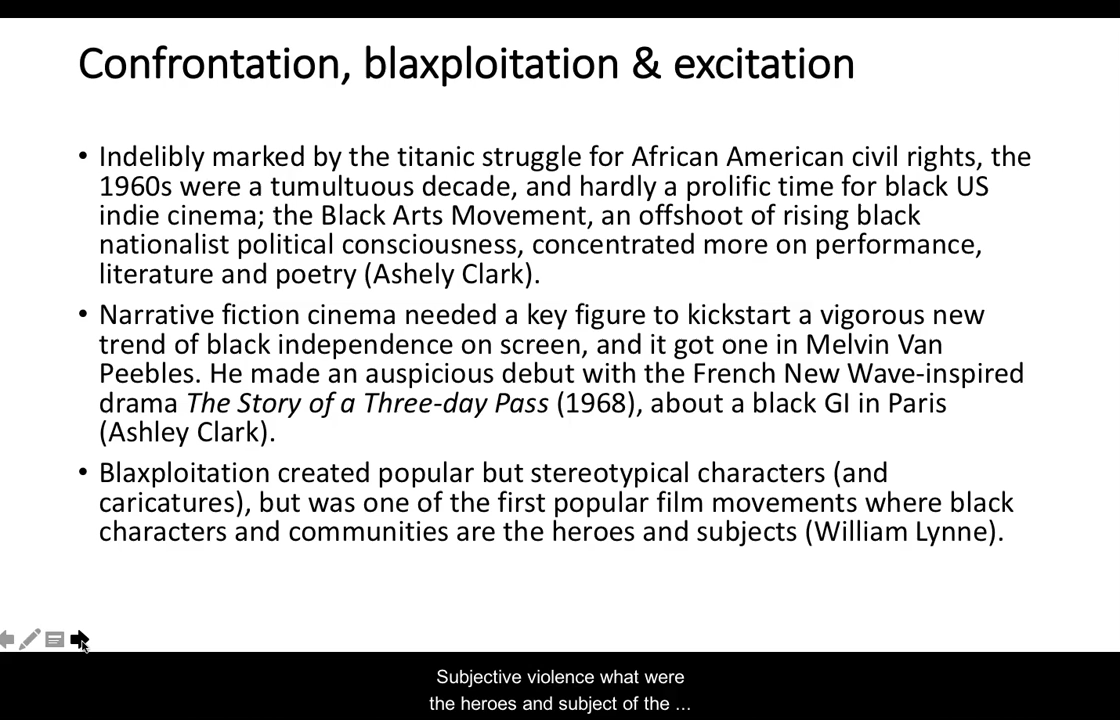 Confrontation, blaxploitation & excitation
• Indelibly marked by the titanic struggle for African American civil rights, the
1960s were a tumultuous decade, and hardly a prolific time for black US
indie cinema; the Black Arts Movement, an offshoot of rising black
nationalist political consciousness, concentrated more on performance,
literature and poetry (Ashely Clark).
• Narrative fiction cinema needed a key figure to kickstart a vigorous new
trend of black independence on screen, and it got one in Melvin Van
Peebles. He made an auspicious debut with the French New Wave-inspired
drama The Story of a Three-day Pass (1968), about a black GI in Paris
(Ashley Clark).
• Blaxploitation created popular but stereotypical characters (and
caricatures), but was one of the first popular film movements where black
characters and communities are the heroes and subjects (William Lynne).
Subjective violence what were
the heroes and subject of the ...